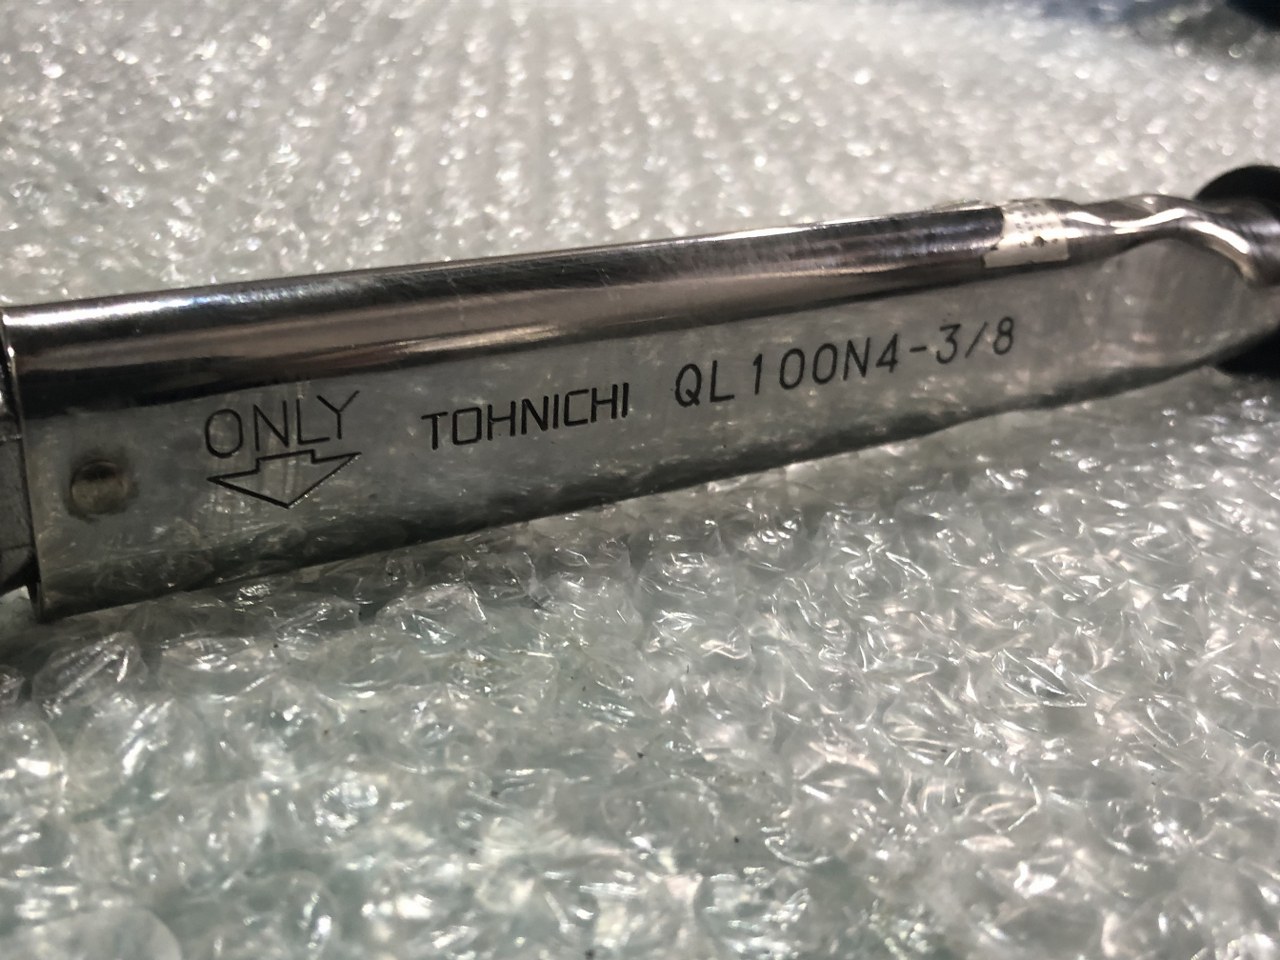 ONLY TOHNICHI QL100N4-3/8